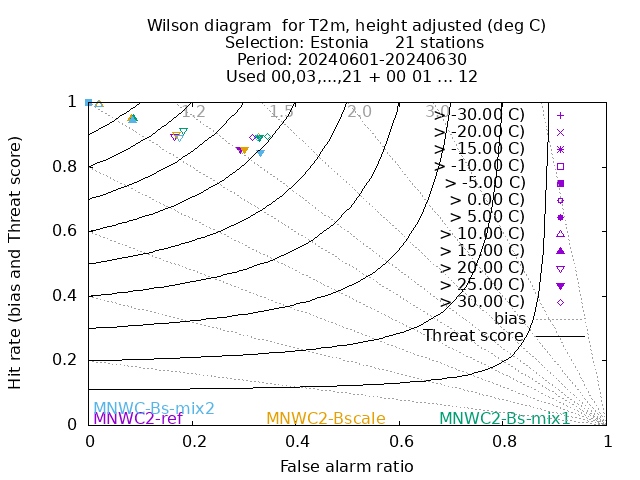 Wilson diagram  for T2m, height adjusted (deg C)
Selection: Estonia     21 stations
Period: 20240601-20240630
Used 00,03,...,21 + 00 01 ... 12
Hit rate (bias and Threat score)
1
0.8
0.6
0.4
0.2
0
1.2
1.5
2.0
3.0
> -30.00 C)
> -20.00 C)
> -15.00 C)
> -10.00 C)
> -5.00 C)
> 0.00 C)
> 5.00 C)
> 10.00 C)
> 15.00 C)
> 20.00 C)
> 25.00 C)
> 30.00 C)
bias
Threat score
MNWC-Bs-mix2
MNWC2-ref
MNWC2-Bscale
MNWC2-Bs-mix1
0
0.2
0.4
0.6
0.8
1
False alarm ratio